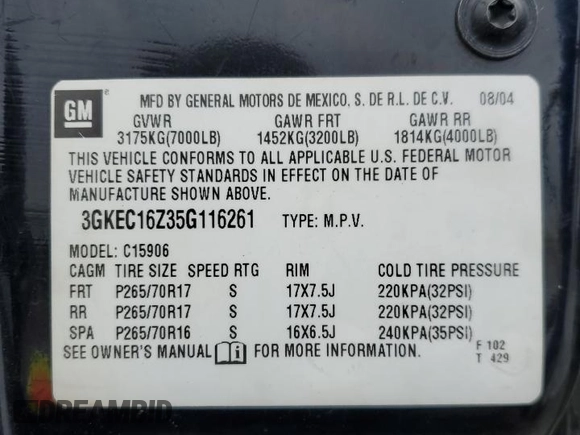 GM
MFD BY GENERAL MOTORS DE MEXICO, S. DE R.L. DE C.V. 08/04
GVWR GAWR FRT GAWR RR
3175KG(7000LB) 1452KG(3200LB) 1814KG(4000LB)
THIS VEHICLE CONFORMS TO ALL APPLICABLE U.S. FEDERAL MOTOR
VEHICLE SAFETY STANDARDS IN EFFECT ON THE DATE OF
MANUFACTURE SHOWN ABOVE.
3GKEC16Z35G116261 TYPE: M.P.V.
MODEL: C15906
CAGM TIRE SIZE SPEED RTG RIM COLD TIRE PRESSURE
FRT P265/70R17 S 17X7.5J 220KPA(32PSI)
RR P265/70R17 S 17X7.5J 220KPA(32PSI)
SPA P265/70R16 S 16X6.5J 240KPA(35PSI)
SEE OWNER'S MANUAL FOR MORE INFORMATION. F 102
T 429
DREAMBID